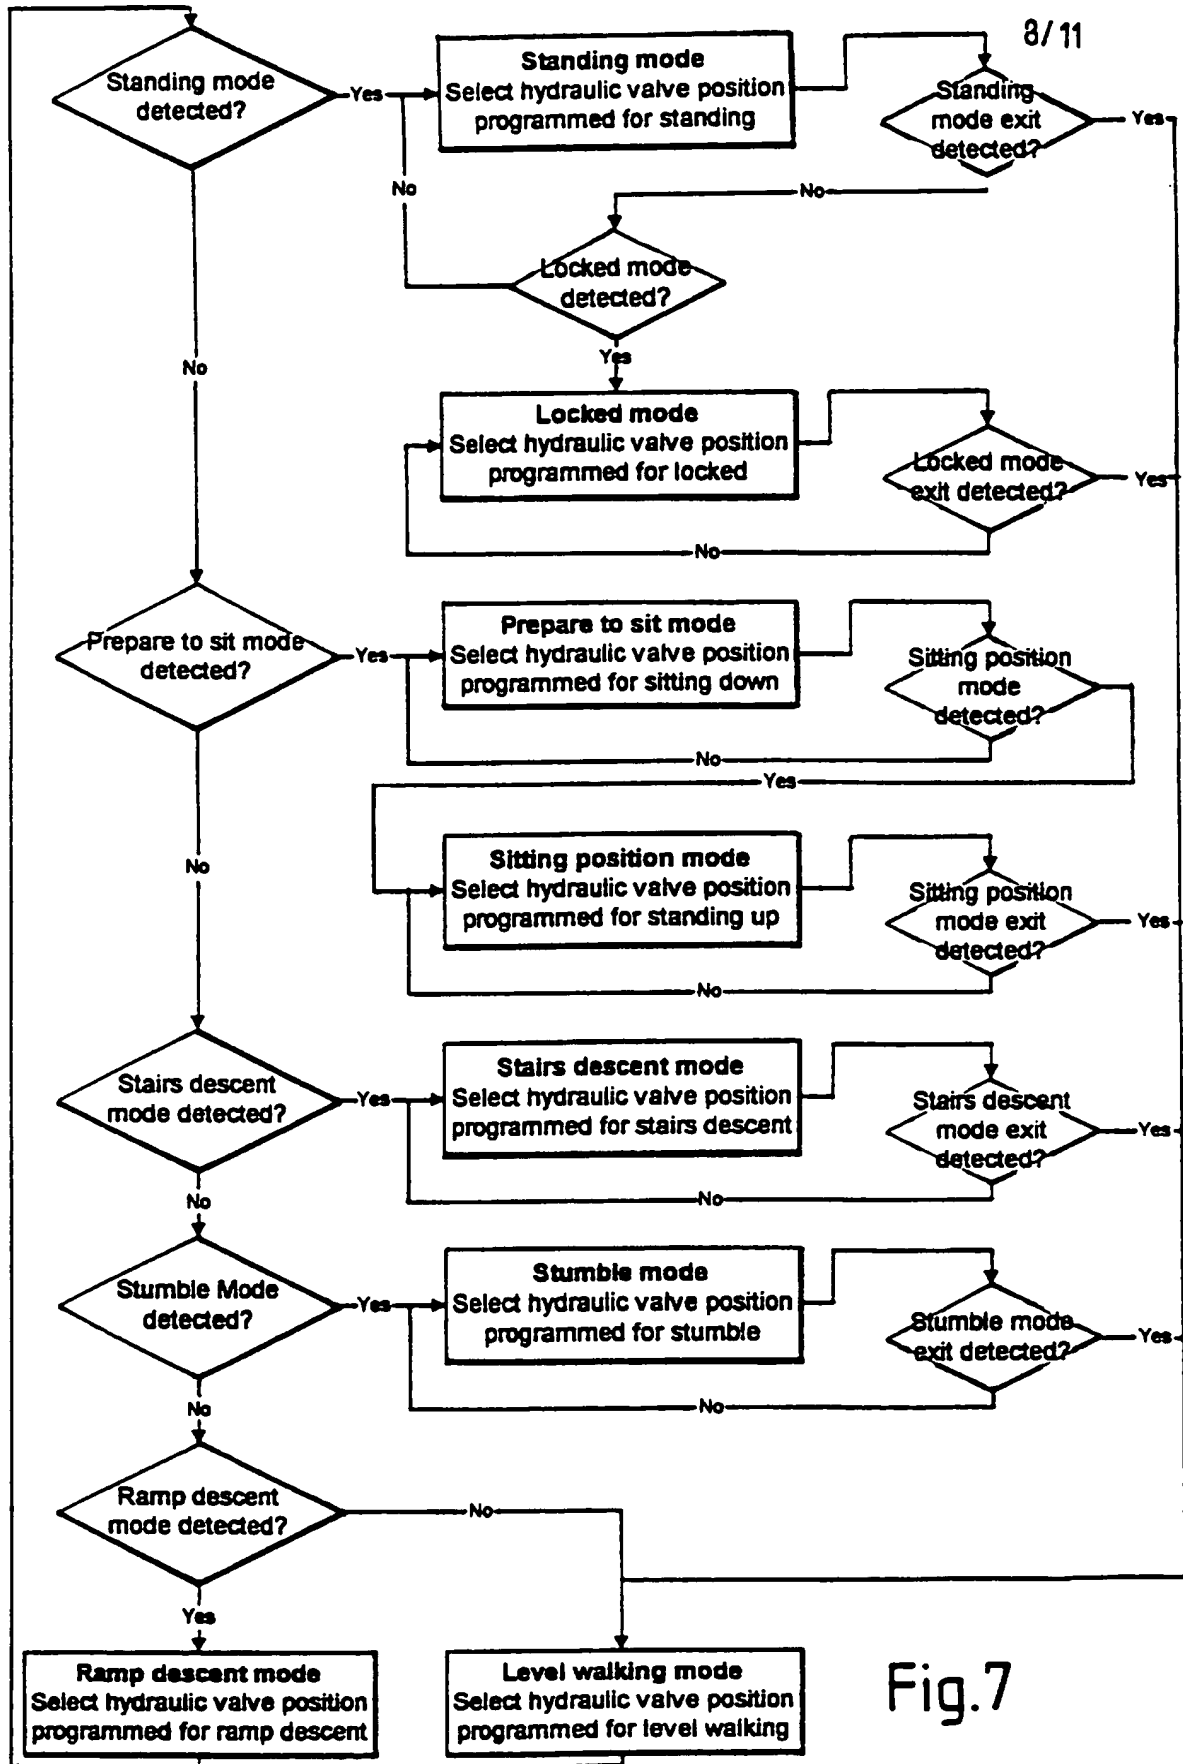 8/11
Standing mode
detected?
Yes
Standing mode
Select hydraulic valve position
programmed for standing
Standing
mode exit
detected?
Yes
No
No
Locked mode
detected?
Yes
No
Locked mode
Select hydraulic valve position
programmed for locked
Locked mode
exit detected?
Yes
No
Prepare to sit mode
detected?
Yes
Prepare to sit mode
Select hydraulic valve position
programmed for sitting down
Sitting position
mode
detected?
No
Yes
No
Sitting position mode
Select hydraulic valve position
programmed for standing up
Sitting position
mode exit
detected?
Yes
No
Stairs descent
mode detected?
Yes
Stairs descent mode
Select hydraulic valve position
programmed for stairs descent
Stairs descent
mode exit
detected?
Yes
No
No
Stumble Mode
detected?
Yes
Stumble mode
Select hydraulic valve position
programmed for stumble
Stumble mode
exit detected?
Yes
No
No
Ramp descent
mode detected?
No
Yes
Ramp descent mode
Select hydraulic valve position
programmed for ramp descent
Level walking mode
Select hydraulic valve position
programmed for level walking
Fig.7